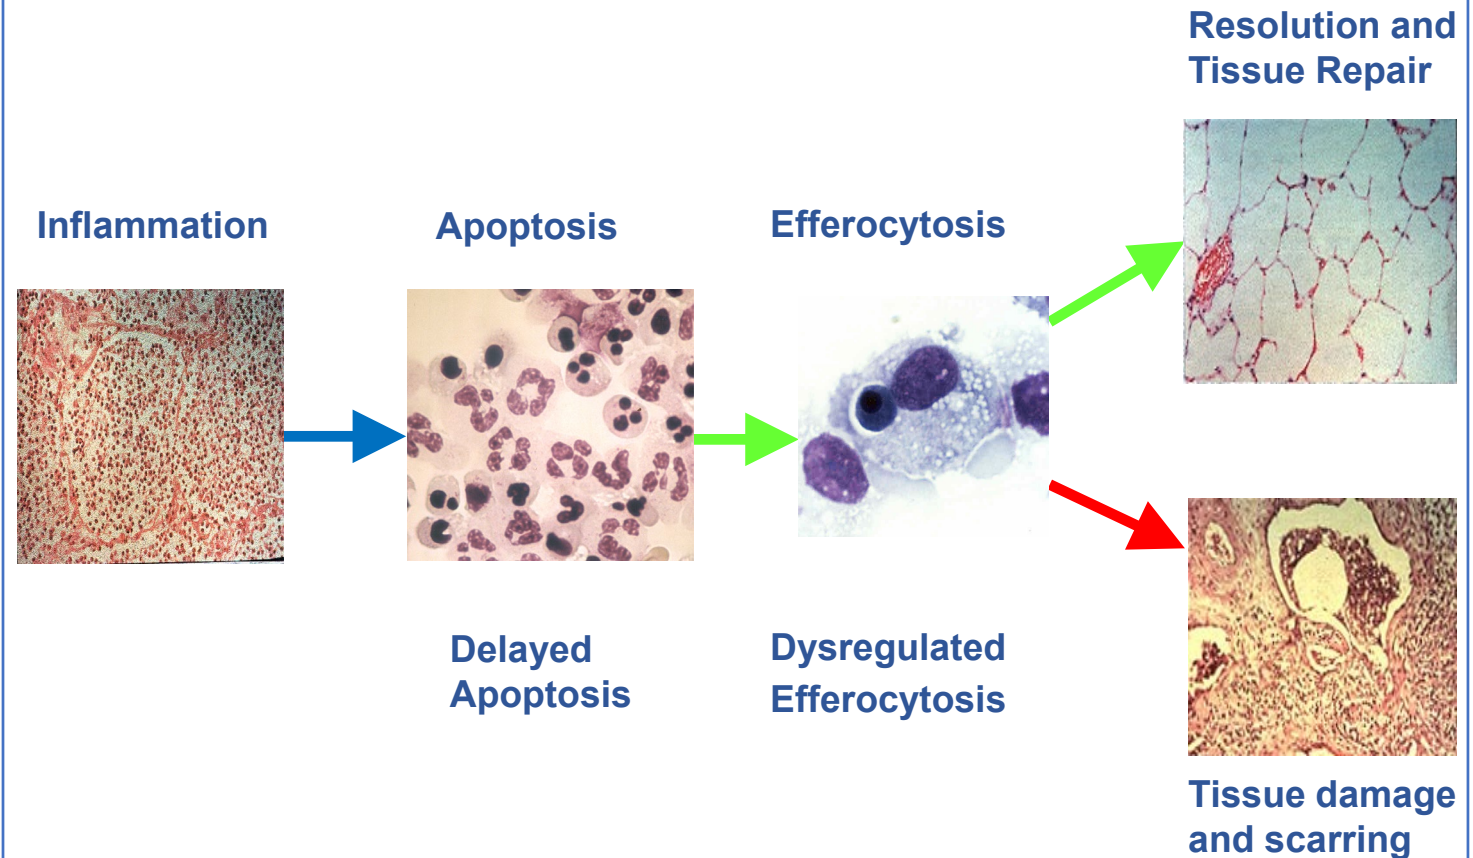 Resolution and
Tissue Repair
Inflammation
Apoptosis
Efferocytosis
Delayed
Apoptosis
Dysregulated
Efferocytosis
Tissue damage
and scarring